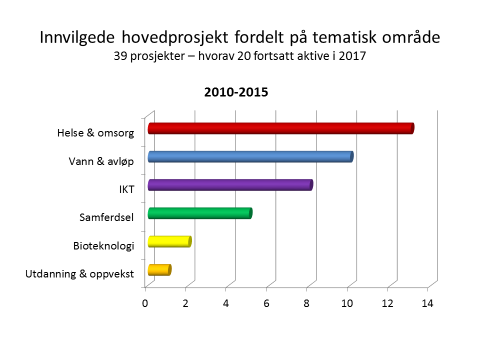 Innvilgede hovedprosjekt fordelt på tematisk område
39 prosjekter – hvorav 20 fortsatt aktive i 2017
2010-2015
Helse & omsorg
Vann & avløp
IKT
Samferdsel
Bioteknologi
Utdanning & oppvekst
0 2 4 6 8 10 12 14